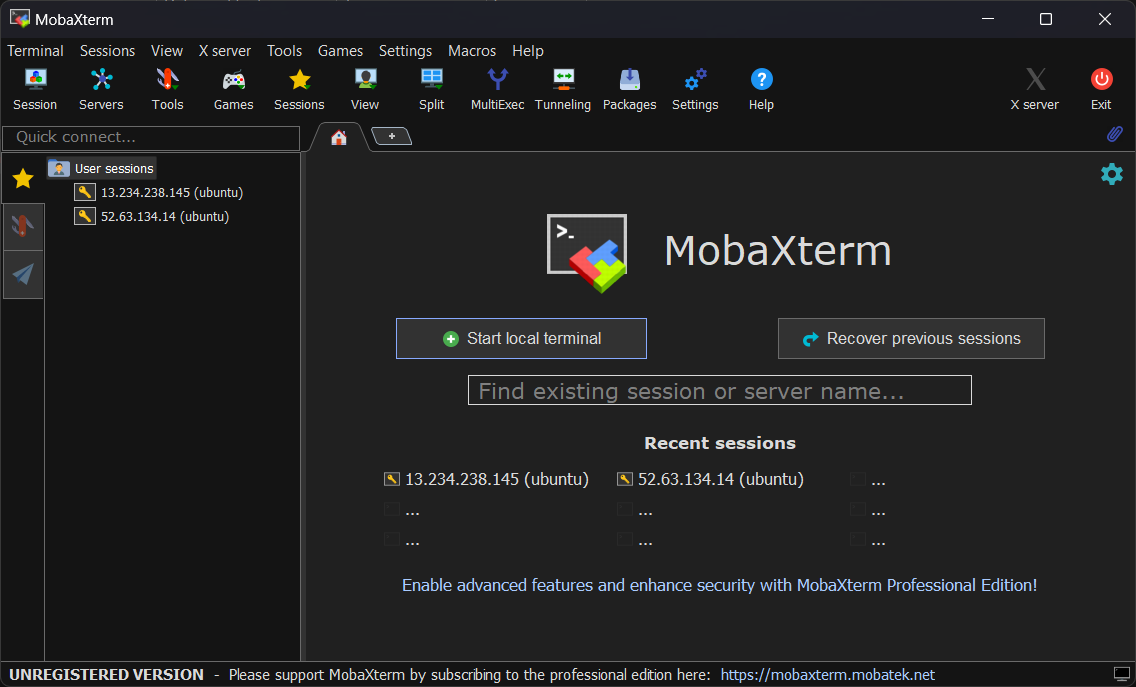 MobaXterm
Terminal Sessions View X server Tools Games Settings Macros Help
Session Servers Tools Games Sessions View Split MultiExec Tunneling Packages Settings Help X server Exit
Quick connect...
User sessions
13.234.238.145 (ubuntu)
52.63.134.14 (ubuntu)
>_
MobaXterm
Start local terminal Recover previous sessions
Find existing session or server name...
Recent sessions
13.234.238.145 (ubuntu) 52.63.134.14 (ubuntu) ...
... ... ...
... ... ...
Enable advanced features and enhance security with MobaXterm Professional Edition!
UNREGISTERED VERSION - Please support MobaXterm by subscribing to the professional edition here: https://mobaxterm.mobatek.net